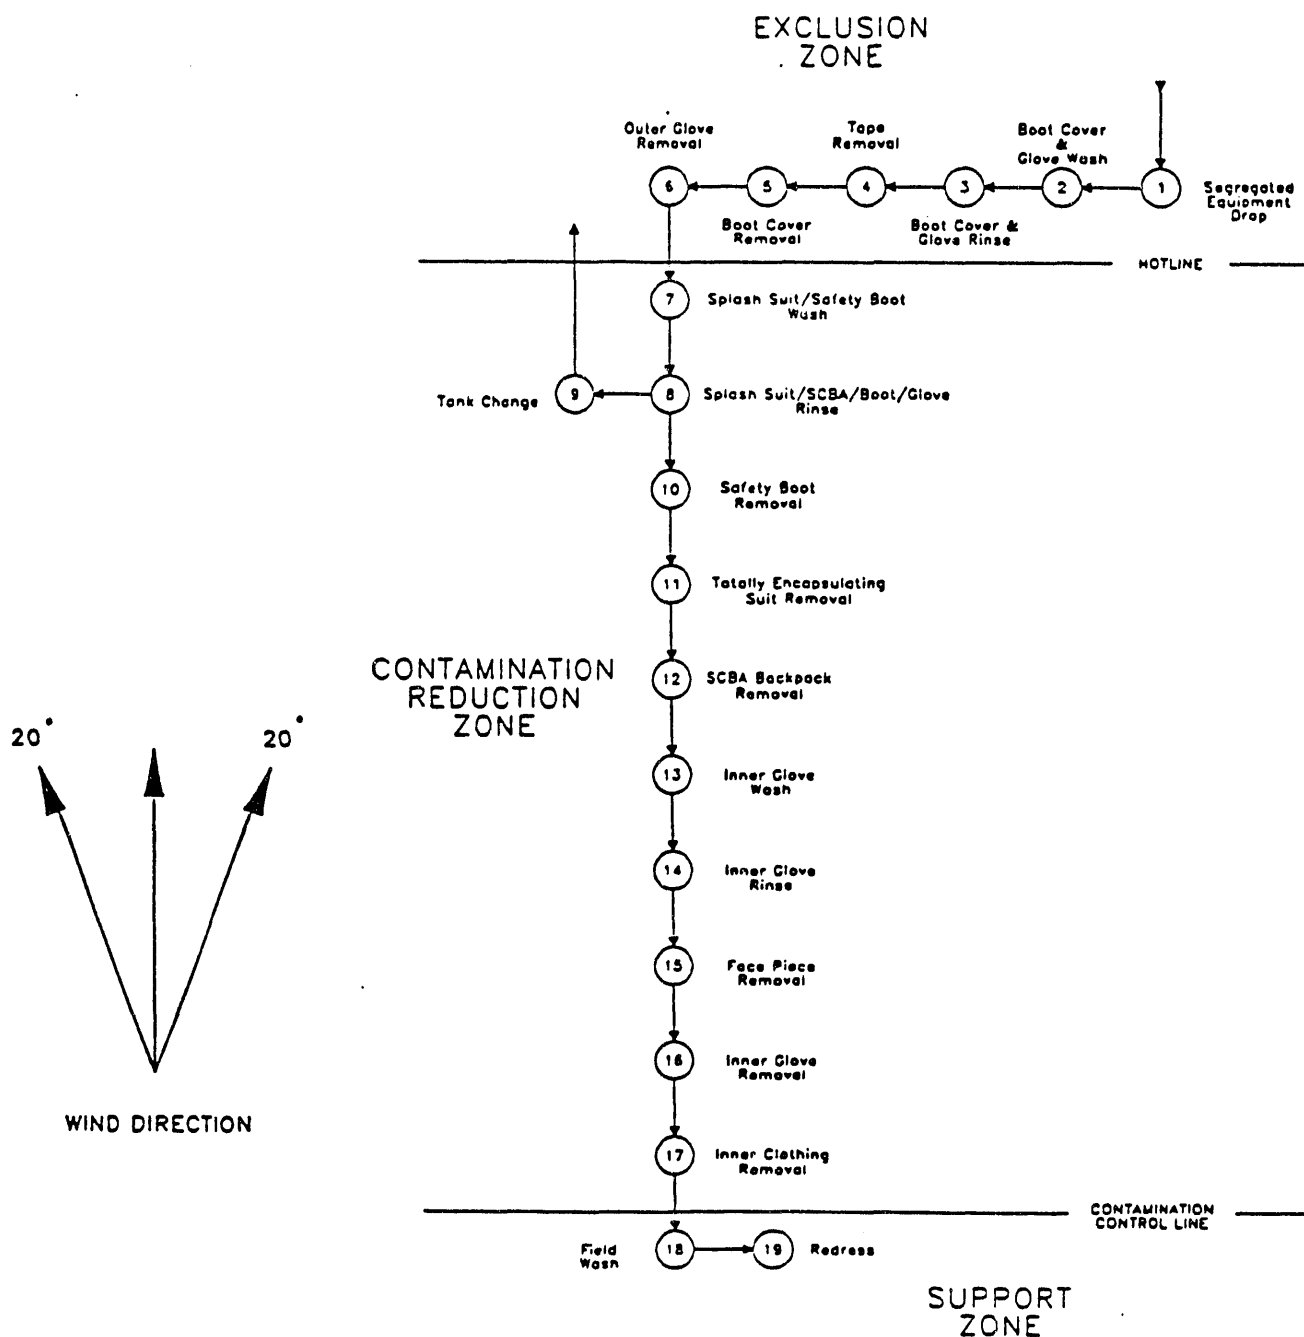 EXCLUSION
ZONE
Outer Glove
Removal
Tape
Removal
Boot Cover
&
Glove Wash
6
5
4
3
2
1
Segregated
Equipment
Drop
Boot Cover
Removal
Boot Cover &
Glove Rinse
HOTLINE
7
Splash Suit/Safety Boot
Wash
Tank Change
9
8
Splash Suit/SCBA/Boot/Glove
Rinse
10
Safety Boot
Removal
11
Totally Encapsulating
Suit Removal
CONTAMINATION
REDUCTION
ZONE
12
SCBA Backpack
Removal
20°
20°
13
Inner Glove
Wash
14
Inner Glove
Rinse
15
Face Piece
Removal
16
Inner Glove
Removal
WIND DIRECTION
17
Inner Clothing
Removal
CONTAMINATION
CONTROL LINE
Field
Wash
18
19
Redress
SUPPORT
ZONE